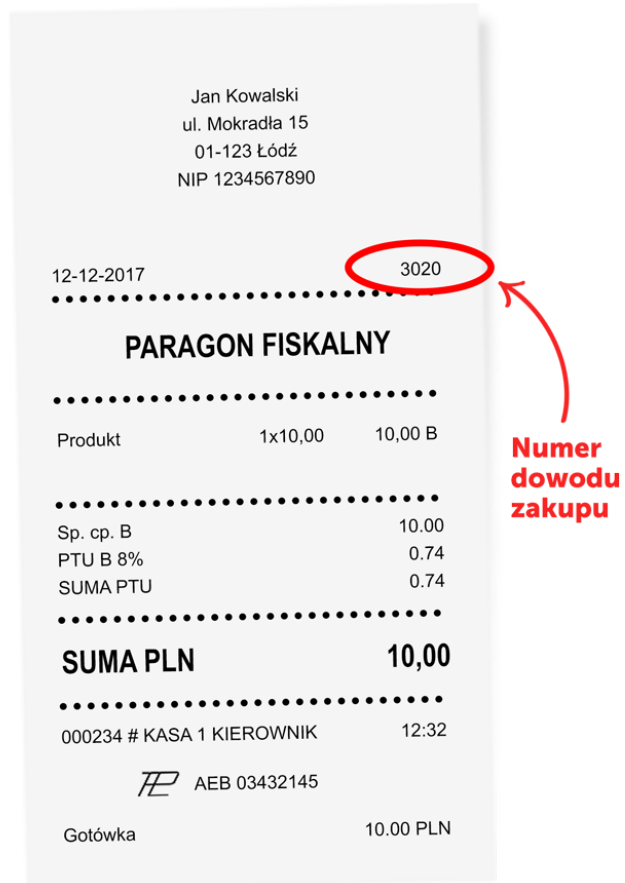 Jan Kowalski
ul. Mokradła 15
01-123 Łódź
NIP 1234567890
12-12-2017 3020
PARAGON FISKALNY
Produkt 1x10,00 10,00 B
Numer
dowodu
zakupu
Sp. cp. B 10.00
PTU B 8% 0.74
SUMA PTU 0.74
SUMA PLN 10,00
000234 # KASA 1 KIEROWNIK 12:32
AEB 03432145
Gotówka 10.00 PLN